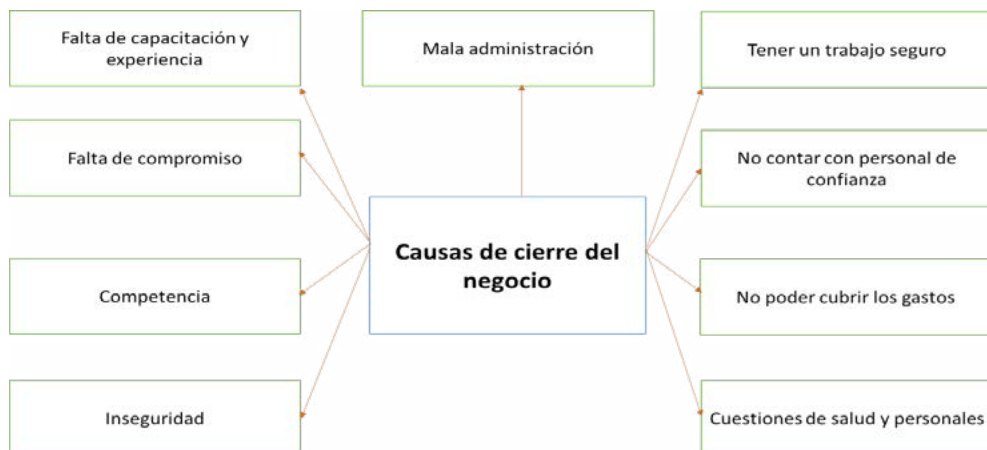 Falta de capacitación y
experiencia
Mala administración
Tener un trabajo seguro
Falta de compromiso
No contar con personal de
confianza
Causas de cierre del
negocio
Competencia
No poder cubrir los gastos
Inseguridad
Cuestiones de salud y personales